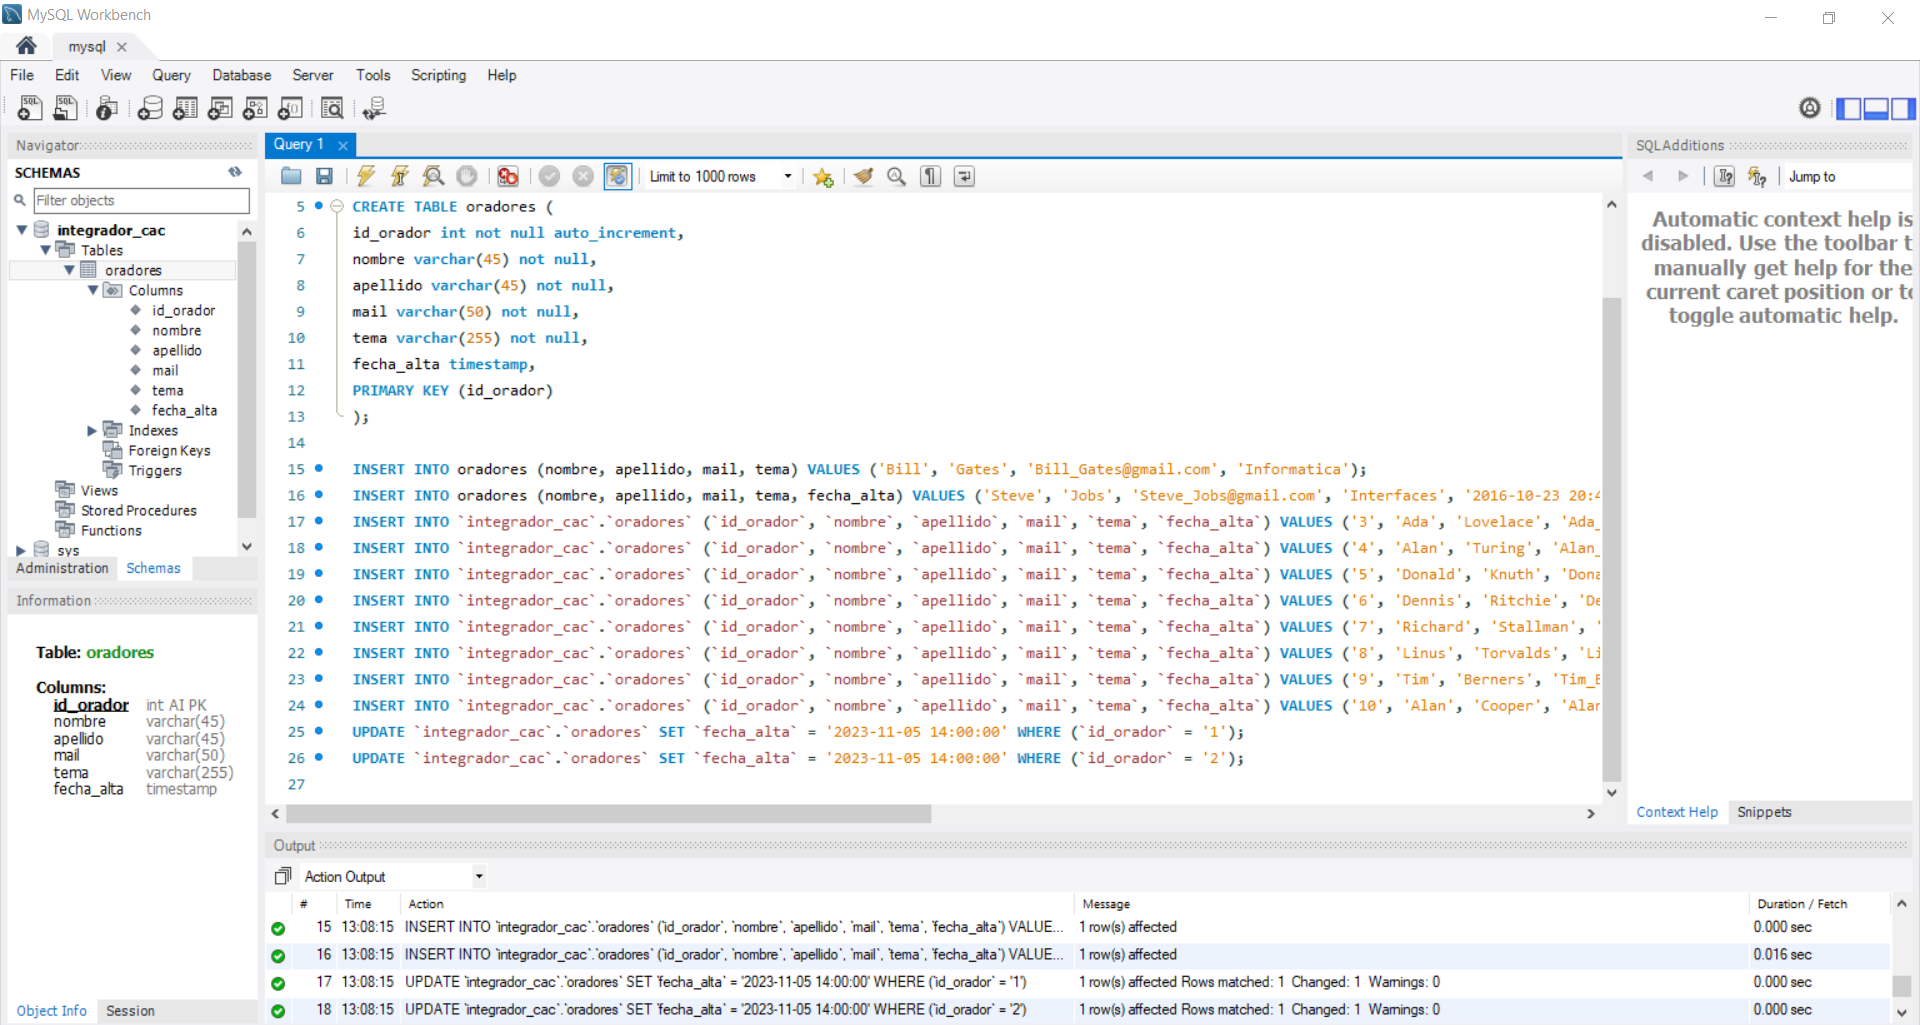 MySQL Workbench
mysql
File Edit View Query Database Server Tools Scripting Help
Navigator
SCHEMAS
Filter objects
integrador_cac
Tables
oradores
Columns
id_orador
nombre
apellido
mail
tema
fecha_alta
Indexes
Foreign Keys
Triggers
Views
Stored Procedures
Functions
sys
Administration Schemas
Information
Table: oradores
Columns:
id_orador int AI PK
nombre varchar(45)
apellido varchar(45)
mail varchar(50)
tema varchar(255)
fecha_alta timestamp
Object Info Session
Query 1
Limit to 1000 rows
5 CREATE TABLE oradores (
6 id_orador int not null auto_increment,
7 nombre varchar(45) not null,
8 apellido varchar(45) not null,
9 mail varchar(50) not null,
10 tema varchar(255) not null,
11 fecha_alta timestamp,
12 PRIMARY KEY (id_orador)
13 );
14
15 INSERT INTO oradores (nombre, apellido, mail, tema) VALUES ('Bill', 'Gates', 'Bill_Gates@gmail.com', 'Informatica');
16 INSERT INTO oradores (nombre, apellido, mail, tema, fecha_alta) VALUES ('Steve', 'Jobs', 'Steve_Jobs@gmail.com', 'Interfaces', '2016-10-23 20:4
17 INSERT INTO `integrador_cac`.`oradores` (`id_orador`, `nombre`, `apellido`, `mail`, `tema`, `fecha_alta`) VALUES ('3', 'Ada', 'Lovelace', 'Ada_
18 INSERT INTO `integrador_cac`.`oradores` (`id_orador`, `nombre`, `apellido`, `mail`, `tema`, `fecha_alta`) VALUES ('4', 'Alan', 'Turing', 'Alan_
19 INSERT INTO `integrador_cac`.`oradores` (`id_orador`, `nombre`, `apellido`, `mail`, `tema`, `fecha_alta`) VALUES ('5', 'Donald', 'Knuth', 'Dona
20 INSERT INTO `integrador_cac`.`oradores` (`id_orador`, `nombre`, `apellido`, `mail`, `tema`, `fecha_alta`) VALUES ('6', 'Dennis', 'Ritchie', 'De
21 INSERT INTO `integrador_cac`.`oradores` (`id_orador`, `nombre`, `apellido`, `mail`, `tema`, `fecha_alta`) VALUES ('7', 'Richard', 'Stallman', '
22 INSERT INTO `integrador_cac`.`oradores` (`id_orador`, `nombre`, `apellido`, `mail`, `tema`, `fecha_alta`) VALUES ('8', 'Linus', 'Torvalds', 'Li
23 INSERT INTO `integrador_cac`.`oradores` (`id_orador`, `nombre`, `apellido`, `mail`, `tema`, `fecha_alta`) VALUES ('9', 'Tim', 'Berners', 'Tim_B
24 INSERT INTO `integrador_cac`.`oradores` (`id_orador`, `nombre`, `apellido`, `mail`, `tema`, `fecha_alta`) VALUES ('10', 'Alan', 'Cooper', 'Alan
25 UPDATE `integrador_cac`.`oradores` SET `fecha_alta` = '2023-11-05 14:00:00' WHERE (`id_orador` = '1');
26 UPDATE `integrador_cac`.`oradores` SET `fecha_alta` = '2023-11-05 14:00:00' WHERE (`id_orador` = '2');
27
SQLAdditions
Jump to
Automatic context help is
disabled. Use the toolbar t
manually get help for the
current caret position or to
toggle automatic help.
Context Help Snippets
Output
Action Output
# Time Action Message Duration / Fetch
15 13:08:15 INSERT INTO `integrador_cac`.`oradores` (`id_orador`, `nombre`, `apellido`, `mail`, `tema`, `fecha_alta`) VALUE... 1 row(s) affected 0.000 sec
16 13:08:15 INSERT INTO `integrador_cac`.`oradores` (`id_orador`, `nombre`, `apellido`, `mail`, `tema`, `fecha_alta`) VALUE... 1 row(s) affected 0.016 sec
17 13:08:15 UPDATE `integrador_cac`.`oradores` SET `fecha_alta` = '2023-11-05 14:00:00' WHERE (`id_orador` = '1') 1 row(s) affected Rows matched: 1 Changed: 1 Warnings: 0 0.000 sec
18 13:08:15 UPDATE `integrador_cac`.`oradores` SET `fecha_alta` = '2023-11-05 14:00:00' WHERE (`id_orador` = '2') 1 row(s) affected Rows matched: 1 Changed: 1 Warnings: 0 0.000 sec